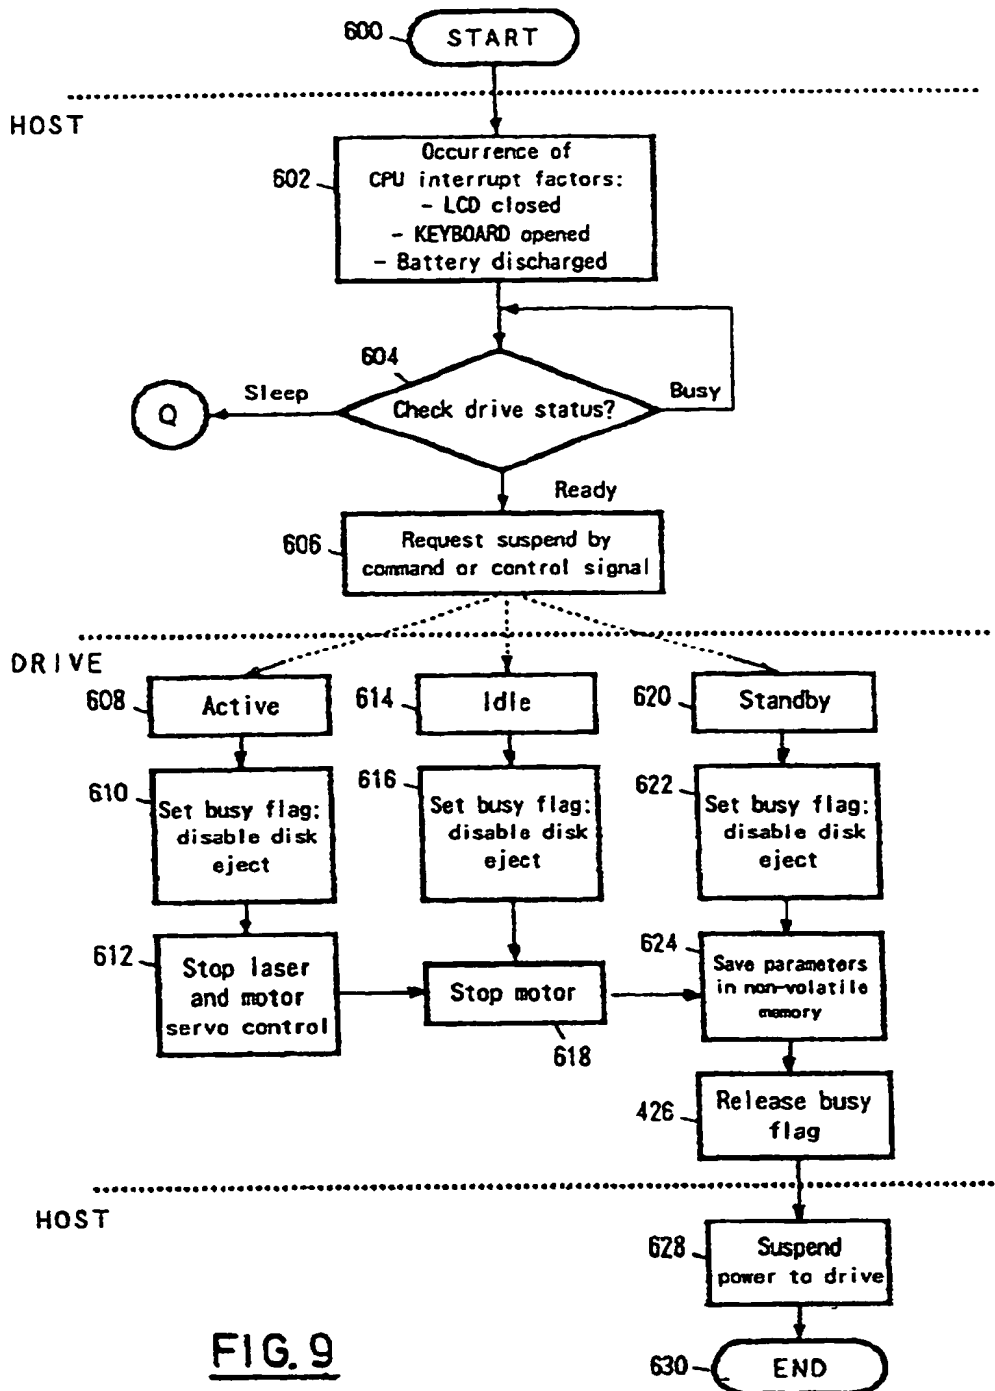 600
START
HOST
602
Occurrence of
CPU interrupt factors:
- LCD closed
- KEYBOARD opened
- Battery discharged
604
Check drive status?
Sleep
Q
Busy
Ready
606
Request suspend by
command or control signal
DRIVE
608
Active
614
Idle
620
Standby
610
Set busy flag:
disable disk
eject
616
Set busy flag:
disable disk
eject
622
Set busy flag:
disable disk
eject
612
Stop laser
and motor
servo control
Stop motor
618
624
Save parameters
in non-volatile
memory
426
Release busy
flag
HOST
628
Suspend
power to drive
630
END
FIG. 9